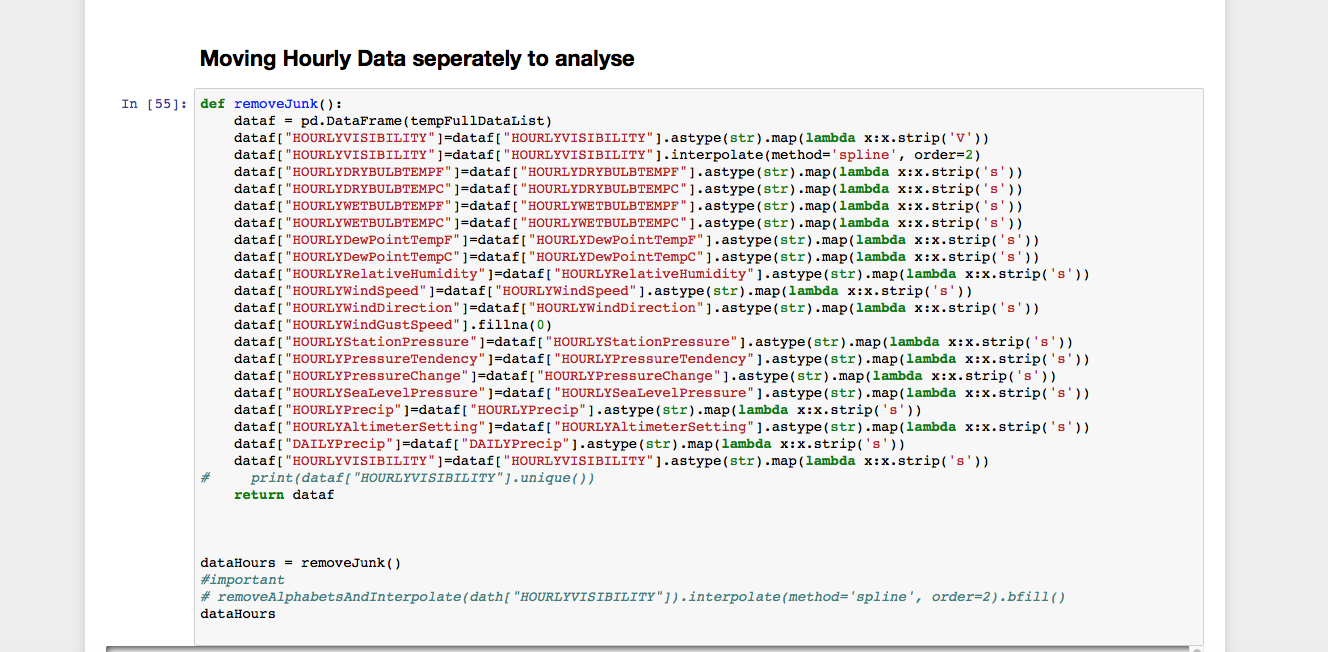 Moving Hourly Data seperately to analyse
In [55]: def removeJunk():
    dataf = pd.DataFrame(tempFullDataList)
    dataf["HOURLYVISIBILITY"]=dataf["HOURLYVISIBILITY"].astype(str).map(lambda x:x.strip('V'))
    dataf["HOURLYVISIBILITY"]=dataf["HOURLYVISIBILITY"].interpolate(method='spline', order=2)
    dataf["HOURLYDRYBULBTEMPF"]=dataf["HOURLYDRYBULBTEMPF"].astype(str).map(lambda x:x.strip('s'))
    dataf["HOURLYDRYBULBTEMPC"]=dataf["HOURLYDRYBULBTEMPC"].astype(str).map(lambda x:x.strip('s'))
    dataf["HOURLYWETBULBTEMPF"]=dataf["HOURLYWETBULBTEMPF"].astype(str).map(lambda x:x.strip('s'))
    dataf["HOURLYWETBULBTEMPC"]=dataf["HOURLYWETBULBTEMPC"].astype(str).map(lambda x:x.strip('s'))
    dataf["HOURLYDewPointTempF"]=dataf["HOURLYDewPointTempF"].astype(str).map(lambda x:x.strip('s'))
    dataf["HOURLYDewPointTempC"]=dataf["HOURLYDewPointTempC"].astype(str).map(lambda x:x.strip('s'))
    dataf["HOURLYRelativeHumidity"]=dataf["HOURLYRelativeHumidity"].astype(str).map(lambda x:x.strip('s'))
    dataf["HOURLYWindSpeed"]=dataf["HOURLYWindSpeed"].astype(str).map(lambda x:x.strip('s'))
    dataf["HOURLYWindDirection"]=dataf["HOURLYWindDirection"].astype(str).map(lambda x:x.strip('s'))
    dataf["HOURLYWindGustSpeed"].fillna(0)
    dataf["HOURLYStationPressure"]=dataf["HOURLYStationPressure"].astype(str).map(lambda x:x.strip('s'))
    dataf["HOURLYPressureTendency"]=dataf["HOURLYPressureTendency"].astype(str).map(lambda x:x.strip('s'))
    dataf["HOURLYPressureChange"]=dataf["HOURLYPressureChange"].astype(str).map(lambda x:x.strip('s'))
    dataf["HOURLYSeaLevelPressure"]=dataf["HOURLYSeaLevelPressure"].astype(str).map(lambda x:x.strip('s'))
    dataf["HOURLYPrecip"]=dataf["HOURLYPrecip"].astype(str).map(lambda x:x.strip('s'))
    dataf["HOURLYAltimeterSetting"]=dataf["HOURLYAltimeterSetting"].astype(str).map(lambda x:x.strip('s'))
    dataf["DAILYPrecip"]=dataf["DAILYPrecip"].astype(str).map(lambda x:x.strip('s'))
    dataf["HOURLYVISIBILITY"]=dataf["HOURLYVISIBILITY"].astype(str).map(lambda x:x.strip('s'))
#     print(dataf["HOURLYVISIBILITY"].unique())
    return dataf
dataHours = removeJunk()
#important
# removeAlphabetsAndInterpolate(dath["HOURLYVISIBILITY"]).interpolate(method='spline', order=2).bfill()
dataHours